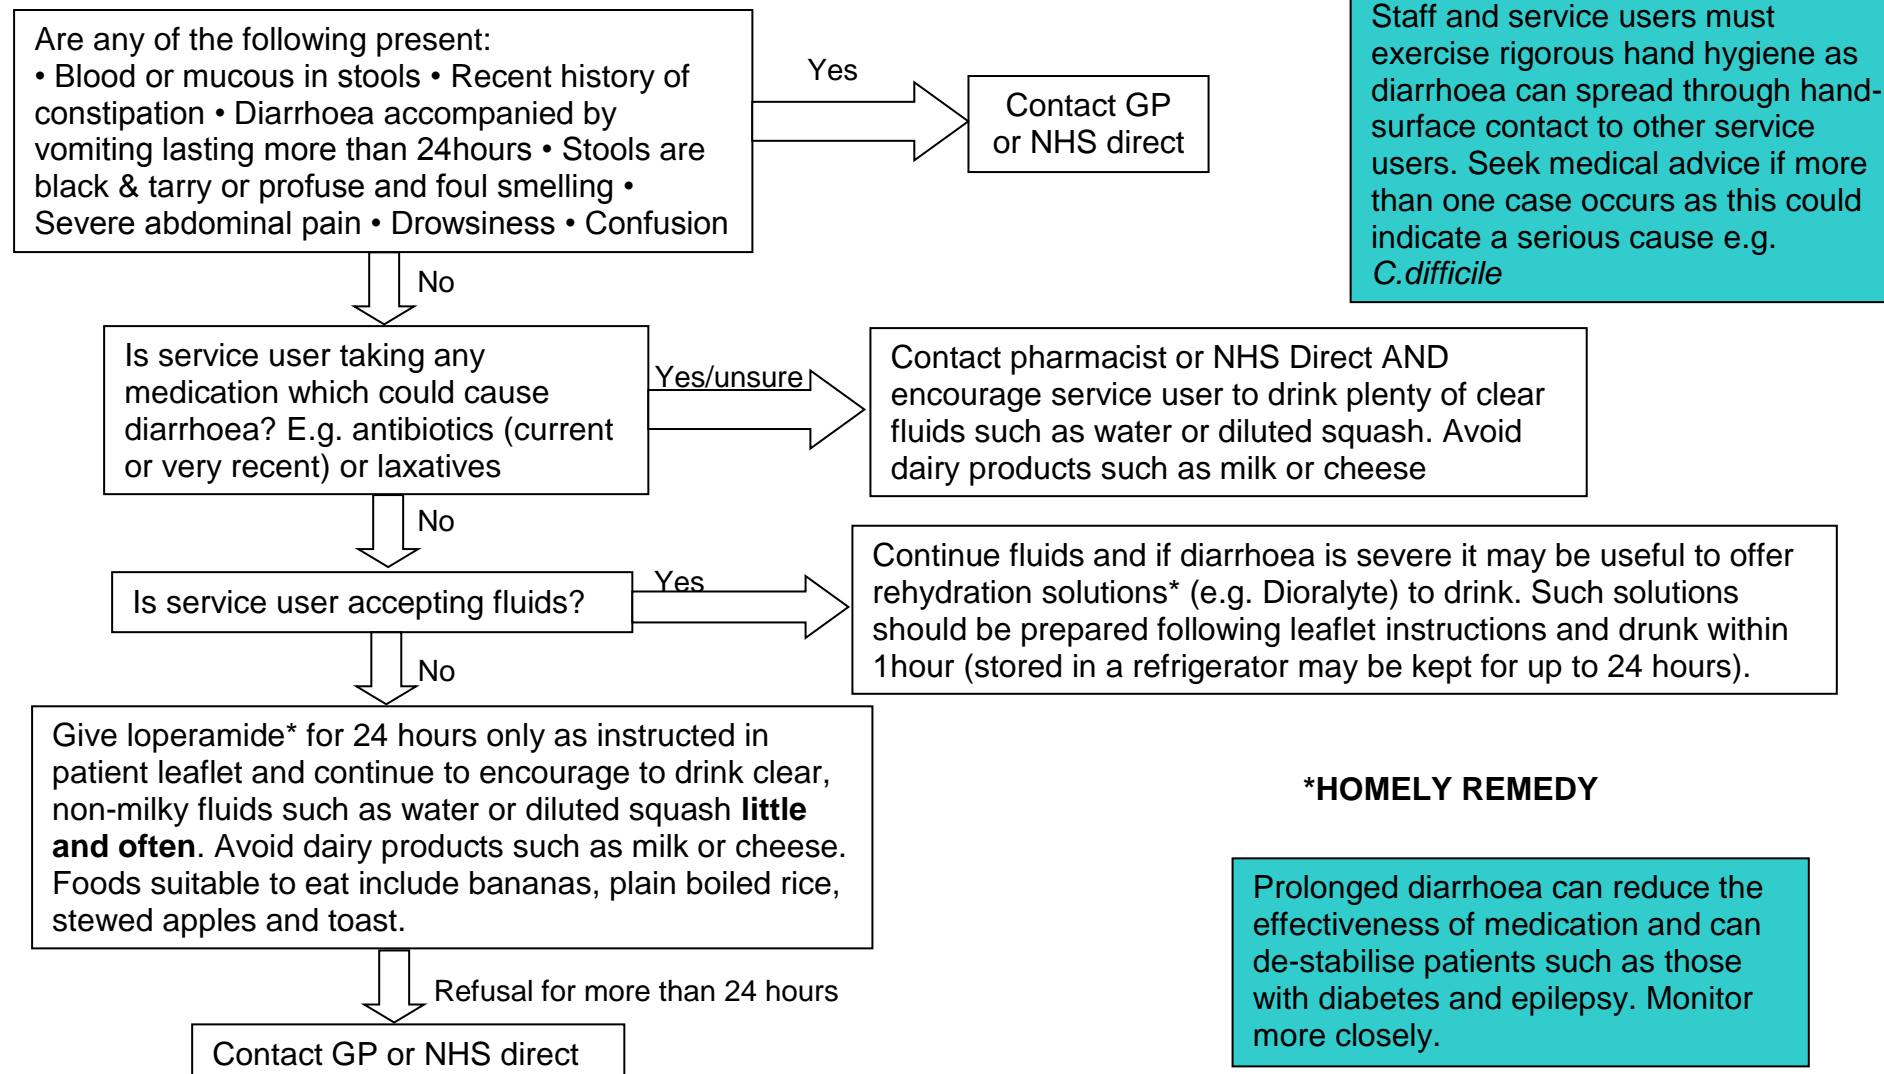 Are any of the following present:
• Blood or mucous in stools • Recent history of
constipation • Diarrhoea accompanied by
vomiting lasting more than 24hours • Stools are
black & tarry or profuse and foul smelling •
Severe abdominal pain • Drowsiness • Confusion
Yes
Contact GP
or NHS direct
Staff and service users must
exercise rigorous hand hygiene as
diarrhoea can spread through hand-
surface contact to other service
users. Seek medical advice if more
than one case occurs as this could
indicate a serious cause e.g.
C.difficile
No
Is service user taking any
medication which could cause
diarrhoea? E.g. antibiotics (current
or very recent) or laxatives
Yes/unsure
Contact pharmacist or NHS Direct AND
encourage service user to drink plenty of clear
fluids such as water or diluted squash. Avoid
dairy products such as milk or cheese
No
Is service user accepting fluids?
Yes
Continue fluids and if diarrhoea is severe it may be useful to offer
rehydration solutions* (e.g. Dioralyte) to drink. Such solutions
should be prepared following leaflet instructions and drunk within
1hour (stored in a refrigerator may be kept for up to 24 hours).
No
Give loperamide* for 24 hours only as instructed in
patient leaflet and continue to encourage to drink clear,
non-milky fluids such as water or diluted squash little
and often. Avoid dairy products such as milk or cheese.
Foods suitable to eat include bananas, plain boiled rice,
stewed apples and toast.
*HOMELY REMEDY
Prolonged diarrhoea can reduce the
effectiveness of medication and can
de-stabilise patients such as those
with diabetes and epilepsy. Monitor
more closely.
Refusal for more than 24 hours
Contact GP or NHS direct